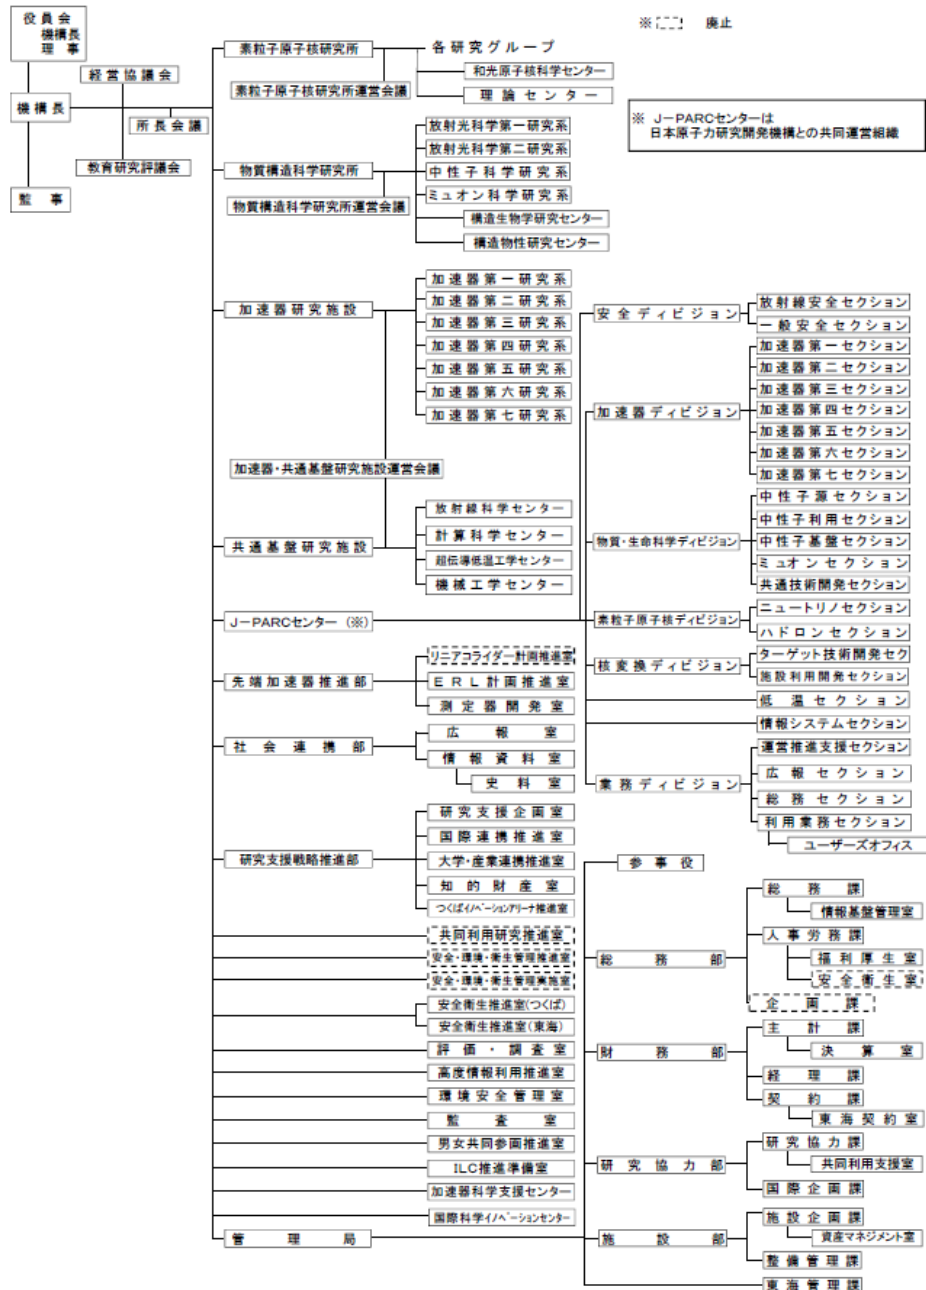 役員会
機構長
理事
経営協議会
機構長
所長会議
教育研究評議会
監事
※ 廃止
※ J－PARCセンターは
日本原子力研究開発機構との共同運営組織
素粒子原子核研究所
素粒子原子核研究所運営会議
各研究グループ
和光原子核科学センター
理論センター
物質構造科学研究所
物質構造科学研究所運営会議
放射光科学第一研究系
放射光科学第二研究系
中性子科学研究系
ミュオン科学研究系
構造生物学研究センター
構造物性研究センター
加速器研究施設
加速器第一研究系
加速器第二研究系
加速器第三研究系
加速器第四研究系
加速器第五研究系
加速器第六研究系
加速器第七研究系
加速器・共通基盤研究施設運営会議
共通基盤研究施設
放射線科学センター
計算科学センター
超伝導低温工学センター
機械工学センター
J－PARCセンター（※）
安全ディビジョン
放射線安全セクション
一般安全セクション
加速器ディビジョン
加速器第一セクション
加速器第二セクション
加速器第三セクション
加速器第四セクション
加速器第五セクション
加速器第六セクション
加速器第七セクション
物質・生命科学ディビジョン
中性子源セクション
中性子利用セクション
中性子基盤セクション
ミュオンセクション
共通技術開発セクション
素粒子原子核ディビジョン
ニュートリノセクション
ハドロンセクション
核変換ディビジョン
ターゲット技術開発セク
施設利用開発セクション
低温セクション
情報システムセクション
業務ディビジョン
運営推進支援セクション
広報セクション
総務セクション
利用業務セクション
ユーザーズオフィス
先端加速器推進部
リニアコライダー計画推進室
ERL計画推進室
測定器開発室
社会連携部
広報室
情報資料室
史料室
研究支援戦略推進部
研究支援企画室
国際連携推進室
大学・産業連携推進室
知的財産室
つくばイノベーションアリーナ推進室
共同利用研究推進室
安全・環境・衛生管理推進室
安全・環境・衛生管理実施室
安全衛生推進室（つくば）
安全衛生推進室（東海）
評価・調査室
高度情報利用推進室
環境安全管理室
監査室
男女共同参画推進室
ILC推進準備室
加速器科学支援センター
国際科学イノベーションセンター
管理局
参事役
総務部
総務課
情報基盤管理室
人事労務課
福利厚生室
安全衛生室
企画課
財務部
主計課
決算室
経理課
契約課
東海契約室
研究協力部
研究協力課
共同利用支援室
国際企画課
施設部
施設企画課
資産マネジメント室
整備管理課
東海管理課